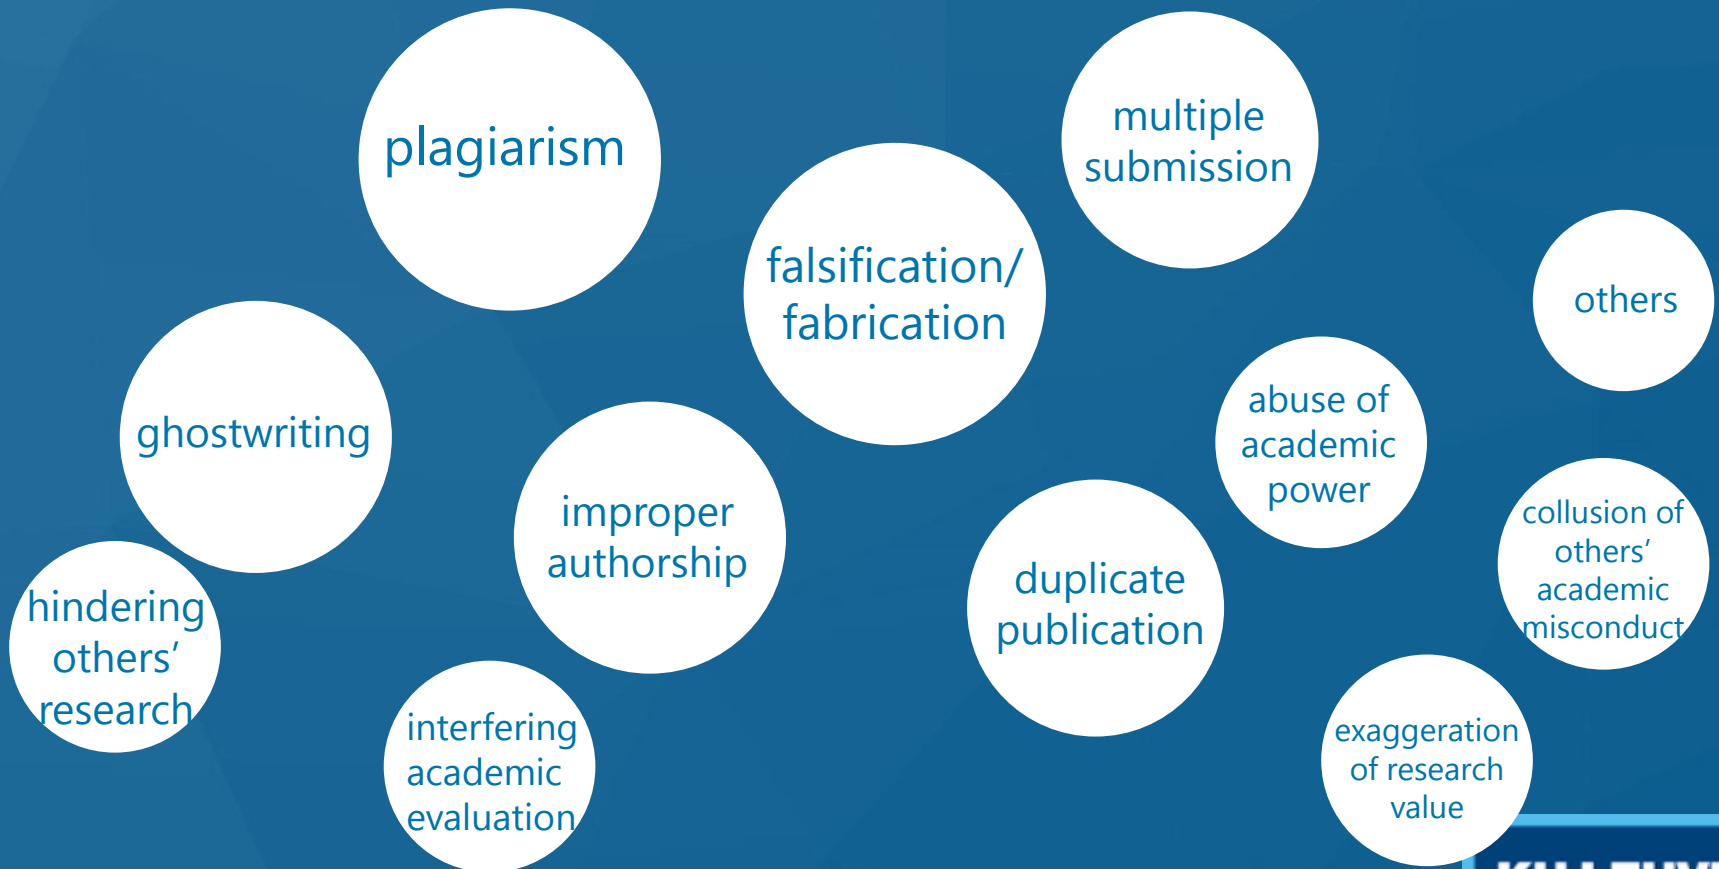 plagiarism
multiple
submission
falsification/
fabrication
others
ghostwriting
abuse of
academic
power
improper
authorship
collusion of
others’
academic
misconduct
duplicate
publication
hindering
others’
research
interfering
academic
evaluation
exaggeration
of research
value